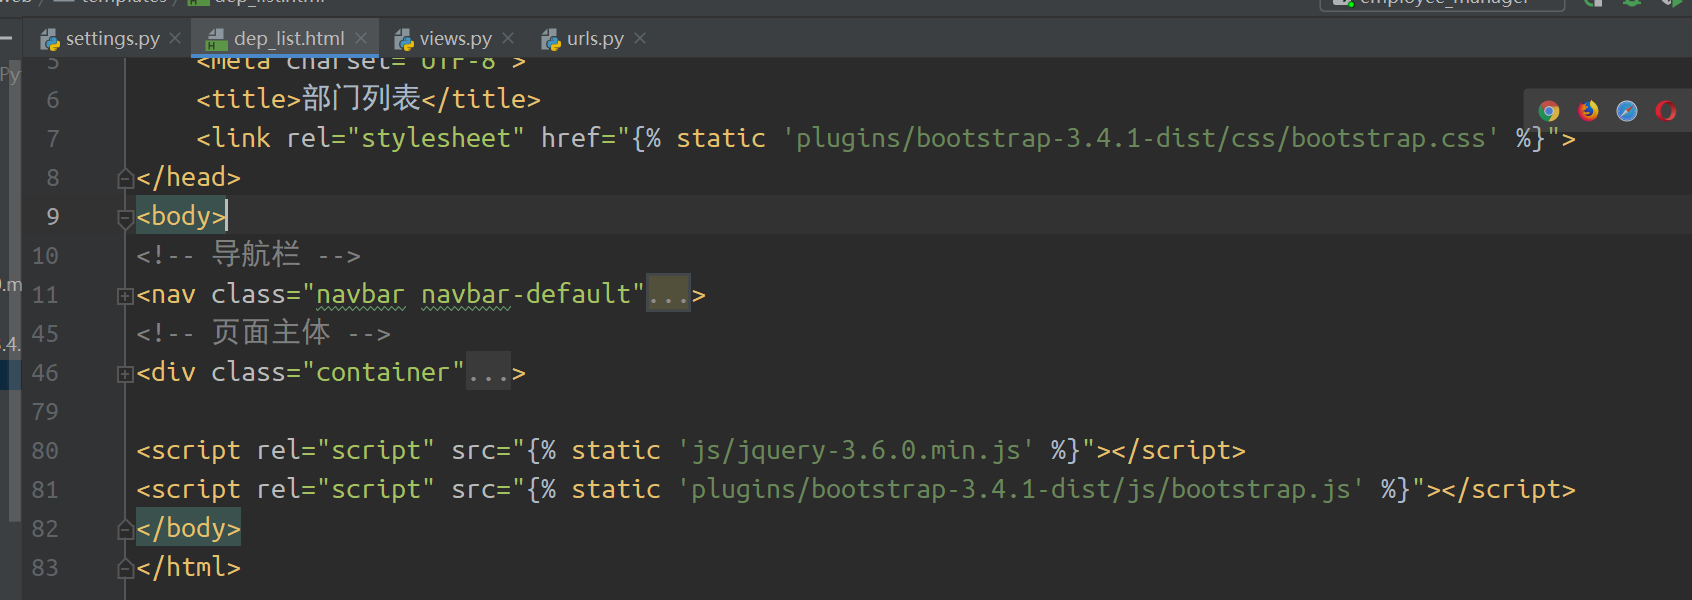 templates dep_list.html employee_manager
settings.py dep_list.html views.py urls.py
5 <meta charset="UTF-8">
6 <title>部门列表</title>
7 <link rel="stylesheet" href="{% static 'plugins/bootstrap-3.4.1-dist/css/bootstrap.css' %}">
8 </head>
9 <body>
10 <!-- 导航栏 -->
11 <nav class="navbar navbar-default"...>
45 <!-- 页面主体 -->
46 <div class="container"...>
79
80 <script rel="script" src="{% static 'js/jquery-3.6.0.min.js' %}"></script>
81 <script rel="script" src="{% static 'plugins/bootstrap-3.4.1-dist/js/bootstrap.js' %}"></script>
82 </body>
83 </html>